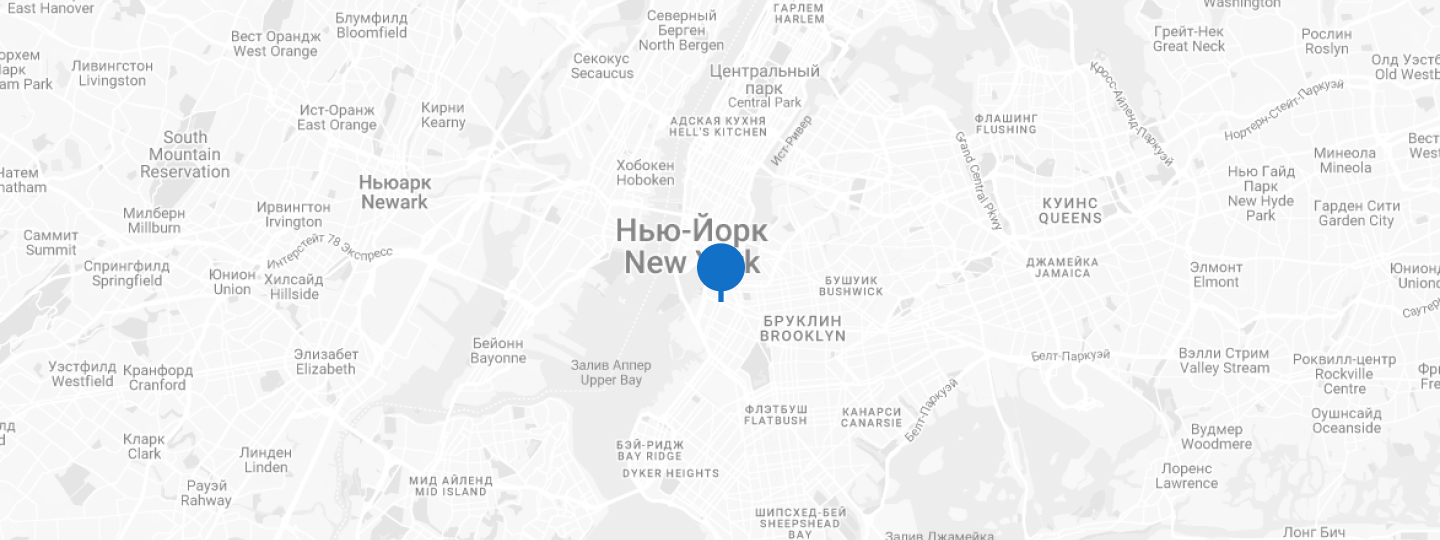 East Hanover
Блумфилд
Bloomfield
Вест Орандж
West Orange
Ливингстон
Livingston
Ист-Оранж
East Orange
Кирни
Kearny
South
Mountain
Reservation
Ньюарк
Newark
Милберн
Millburn
Ирвингтон
Irvington
Саммит
Summit
Интерстейт 78 Экспресс
Спрингфилд
Springfield
Юнион
Union
Хилсайд
Hillside
Элизабет
Elizabeth
Уэстфилд
Westfield
Кранфорд
Cranford
Кларк
Clark
Линден
Linden
Рауэй
Rahway
Северный
Берген
North Bergen
Секокус
Secaucus
ГАРЛЕМ
HARLEM
Центральный
парк
Central Park
АДСКАЯ КУХНЯ
HELL'S KITCHEN
Ист-Ривер
Хобокен
Hoboken
Нью-Йорк
New
БУШУИК
BUSHWICK
БРУКЛИН
BROOKLYN
Бейонн
Bayonne
Залив Аппер
Upper Bay
ФЛЭТБУШ
FLATBUSH
КАНАРСИ
CANARSIE
БЭЙ-РИДЖ
BAY RIDGE
DYKER HEIGHTS
МИД АЙЛЕНД
MID ISLAND
ШИПСХЕД-БЕЙ
SHEEPSHEAD
BAY
Залив Джамейка
Washington
Грейт-Нек
Great Neck
Рослин
Roslyn
Олд Уэстб
Old Westb
Кросс-Айленд-Паркуэй
Нортерн-Стейт-Паркуэй
ФЛАШИНГ
FLUSHING
Grand Central Pkwy
Минеола
Mineola
Нью Гайд
Парк
New Hyde
Park
Гарден Сити
Garden City
КУИНС
QUEENS
ДЖАМЕЙКА
JAMAICA
Элмонт
Elmont
Белт-Паркуэй
Белт-Паркуэй
Вэлли Стрим
Valley Stream
Роквилл-центр
Rockville
Centre
Оушнсайд
Oceanside
Вудмер
Woodmere
Лоренс
Lawrence
Лонг Бич